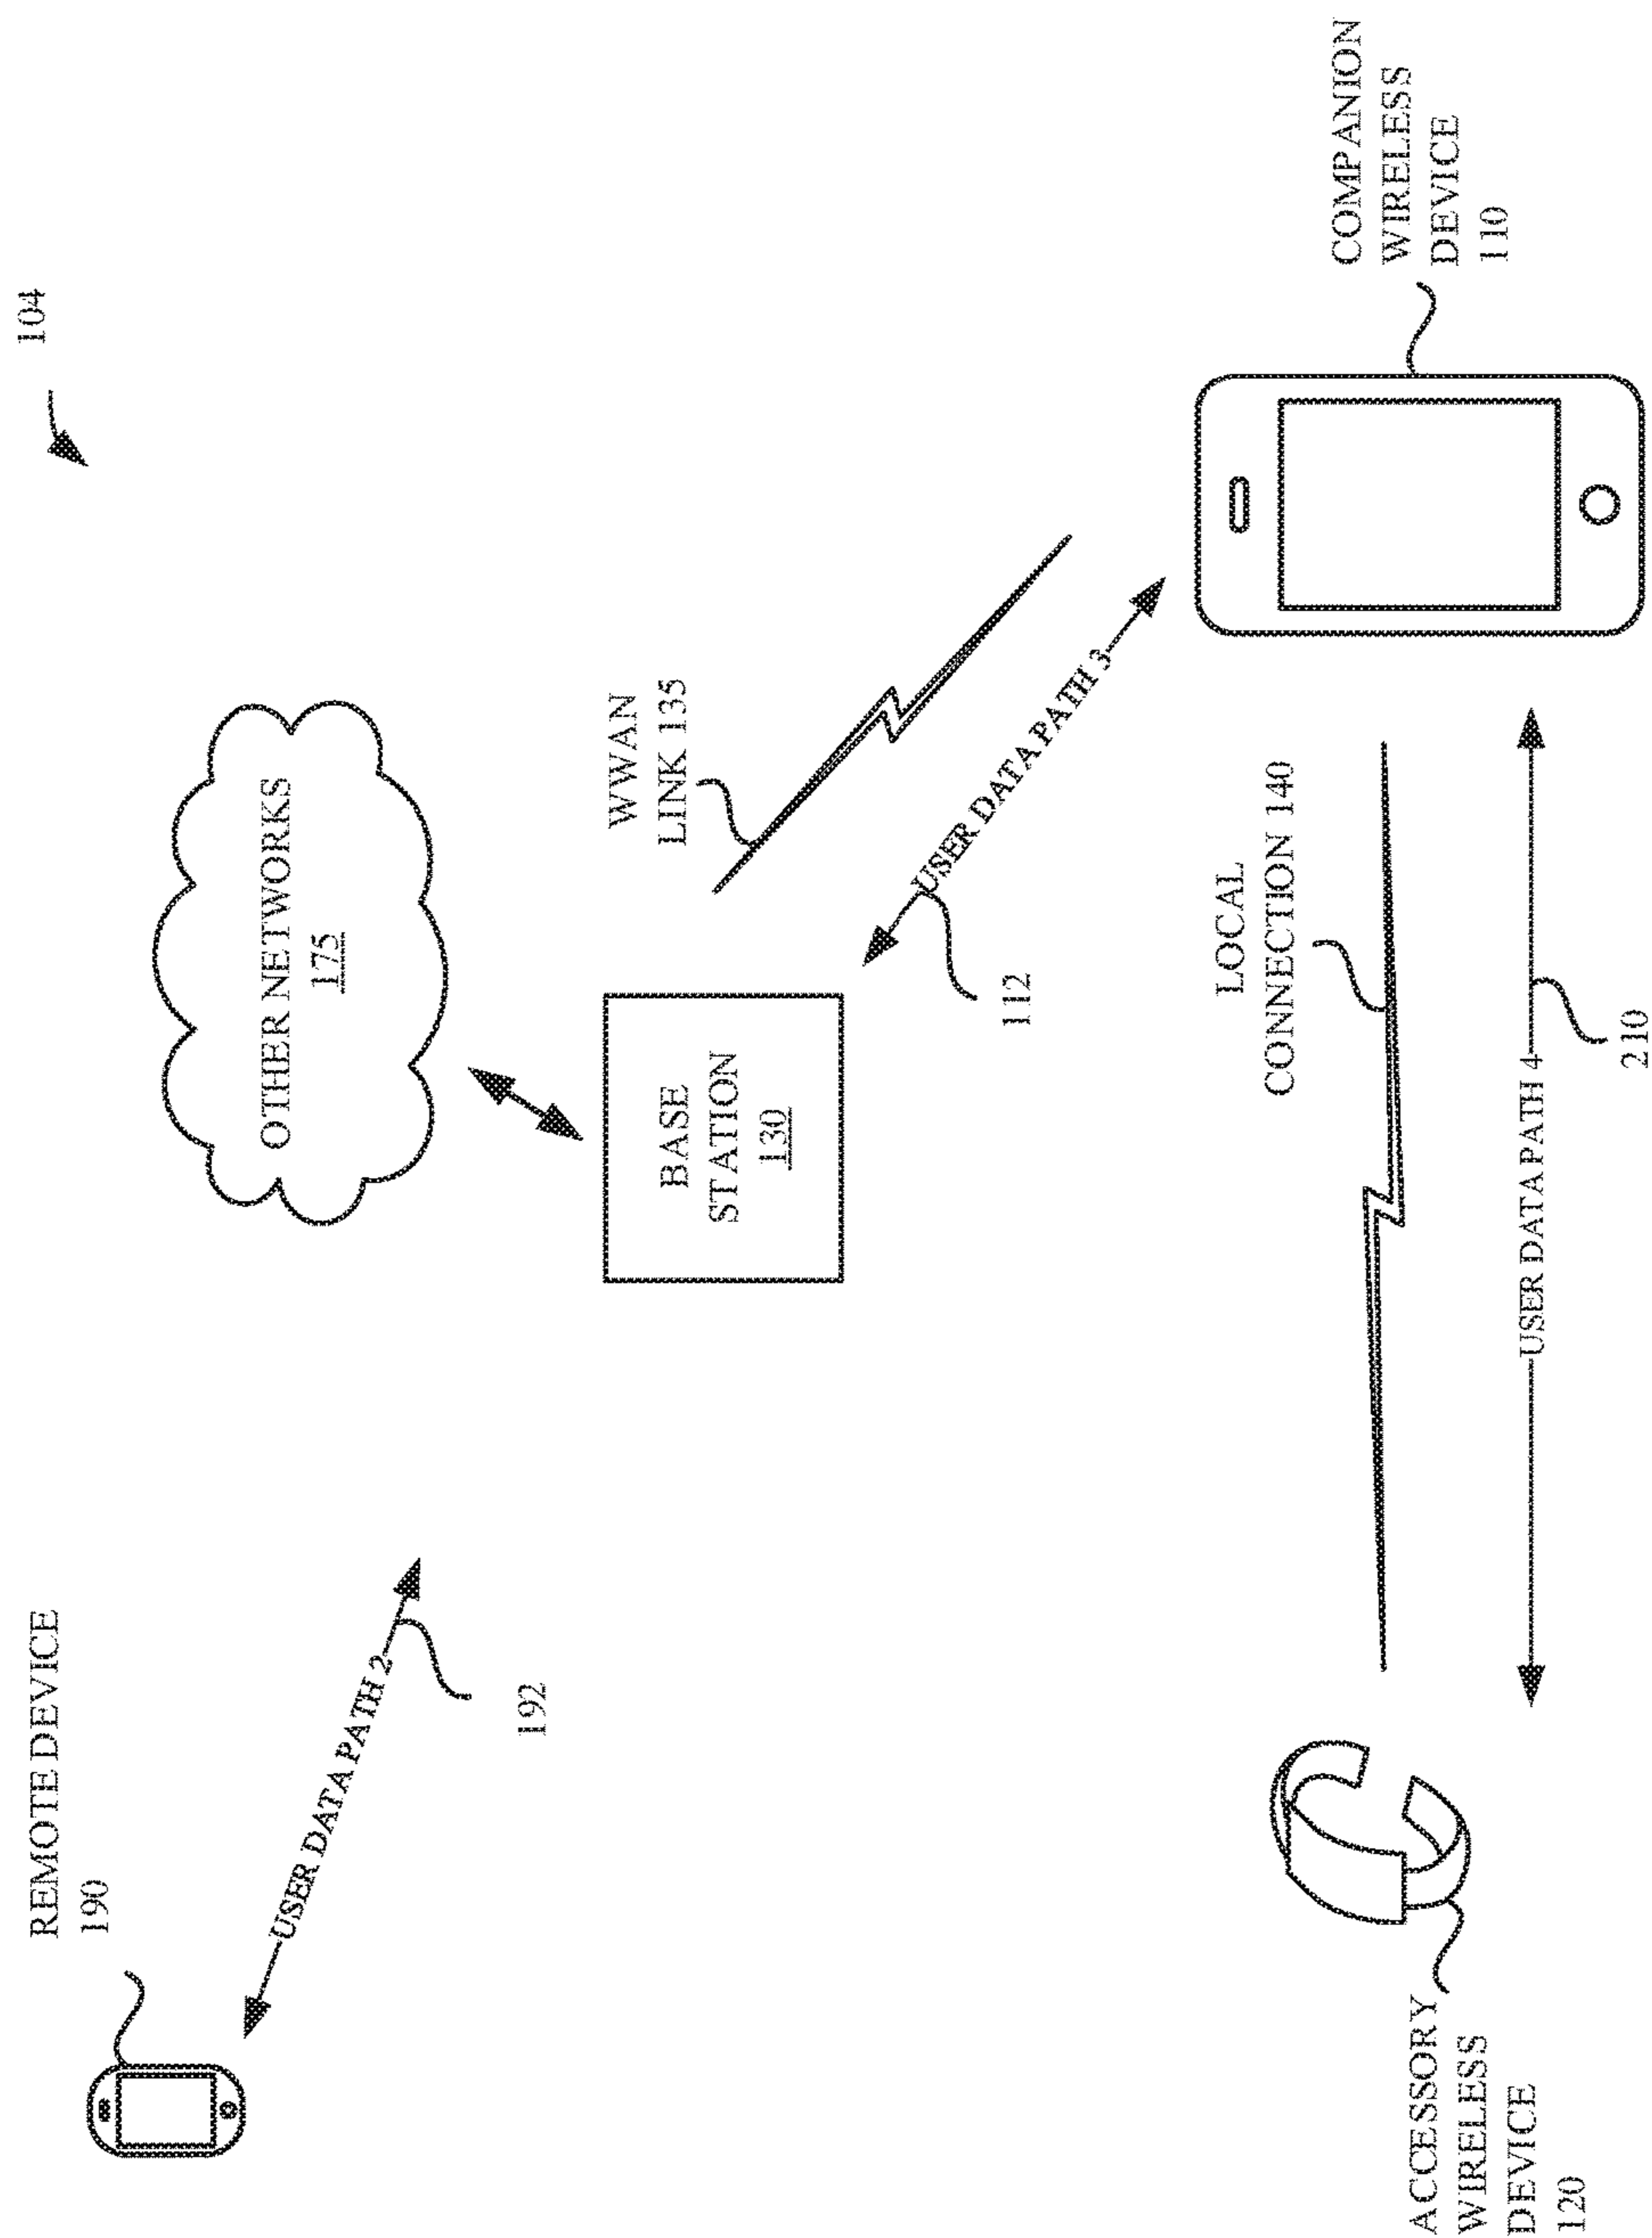 104
REMOTE DEVICE
190
USER DATA PATH 2
192
OTHER NETWORKS
175
BASE
STATION
130
WWAN
LINK 135
USER DATA PATH 3
112
LOCAL
CONNECTION 140
USER DATA PATH 4
210
ACCESSORY
WIRELESS
DEVICE
120
COMPANION
WIRELESS
DEVICE
110